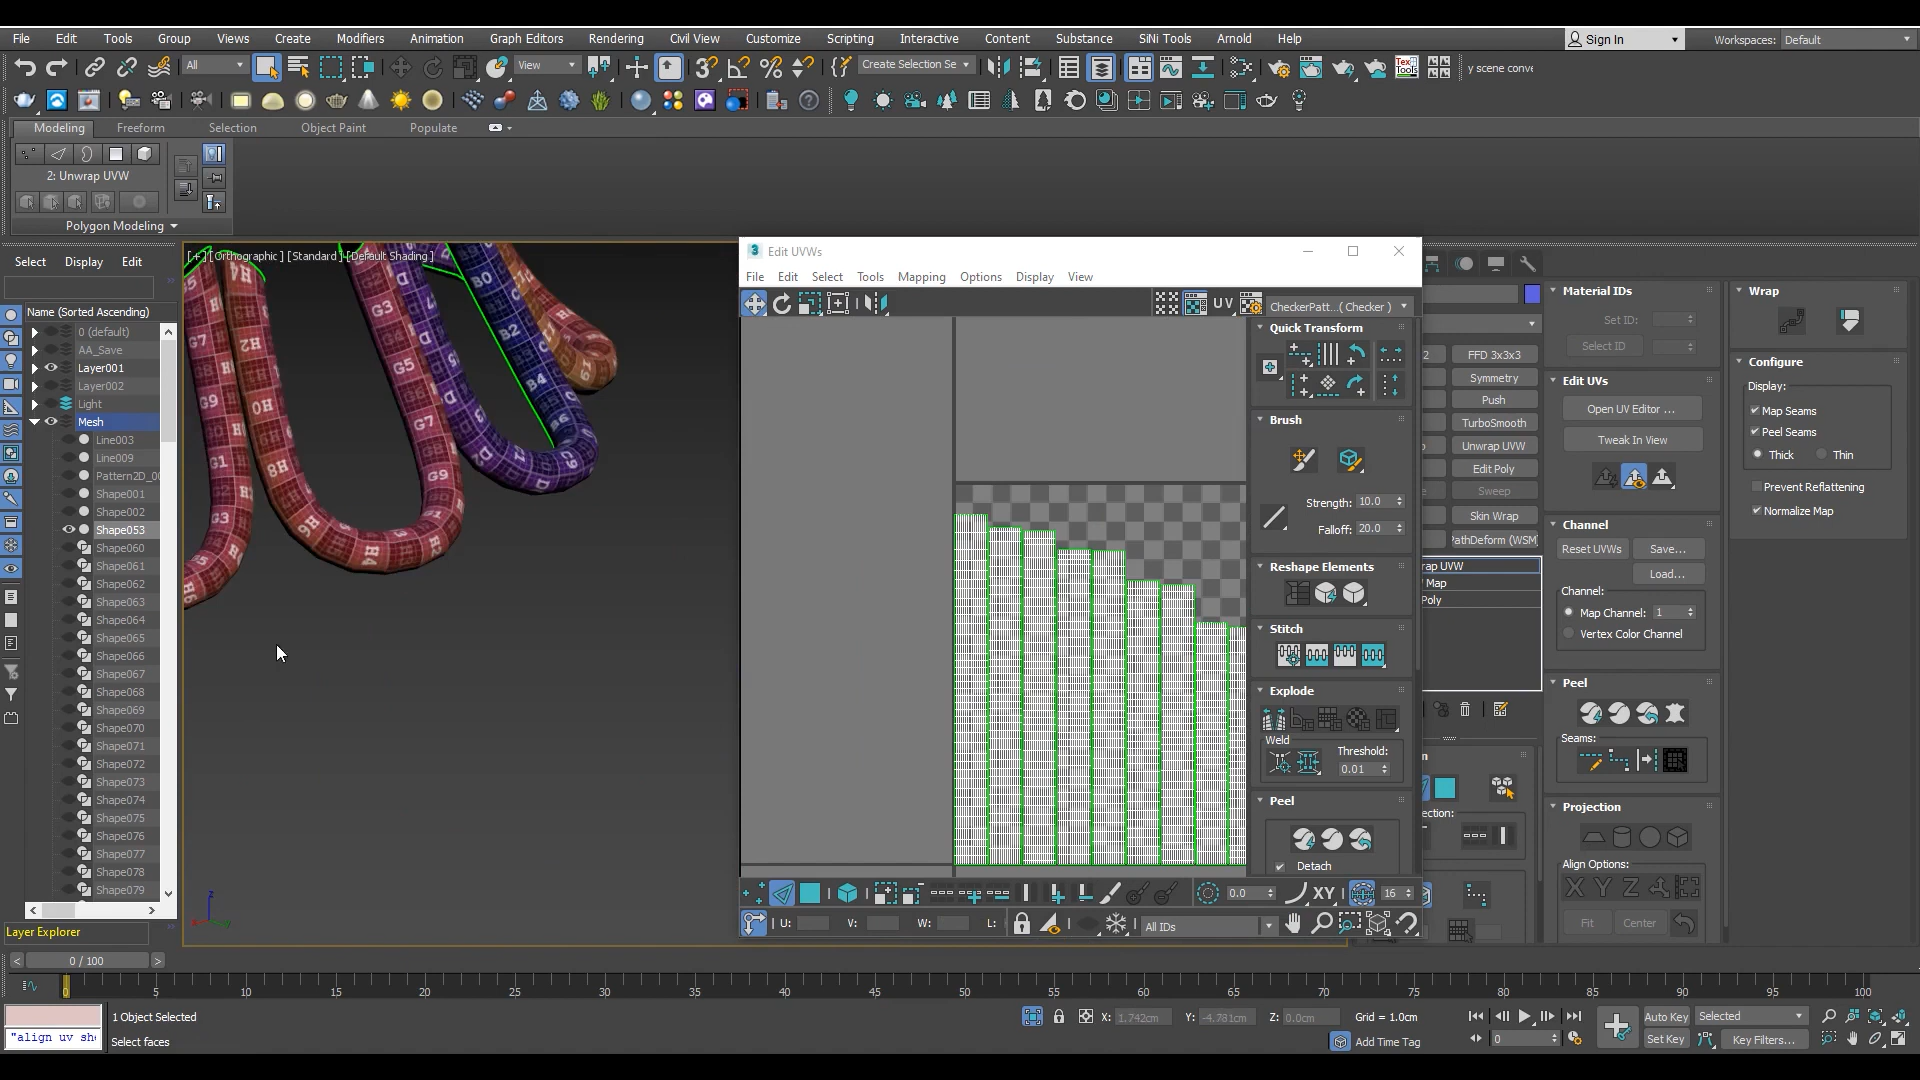 File Edit Tools Group Views Create Modifiers Animation Graph Editors Rendering Civil View Customize Scripting Interactive Content Substance SiNi Tools Arnold Help
Sign In
Workspaces: Default
All
View
Create Selection Se
y scene conve
Modeling Freeform Selection Object Paint Populate
2: Unwrap UVW
Polygon Modeling
Select Display Edit
Name (Sorted Ascending)
0 (default)
AA_Save
Layer001
Layer002
Light
Mesh
Line003
Line009
Pattern2D_0
Shape001
Shape002
Shape053
Shape060
Shape061
Shape062
Shape063
Shape064
Shape065
Shape066
Shape067
Shape068
Shape069
Shape070
Shape071
Shape072
Shape073
Shape074
Shape075
Shape076
Shape077
Shape078
Shape079
Layer Explorer
[+] [Orthographic ] [Standard ] [Default Shading ]
Edit UVWs
File Edit Select Tools Mapping Options Display View
UV
CheckerPatt...( Checker )
Quick Transform
Brush
Strength: 10.0
Falloff: 20.0
Reshape Elements
Stitch
Explode
Weld
Threshold:
0.01
Peel
Detach
0.0
XY
16
U: V: W: L:
All IDs
FFD 3x3x3
Symmetry
Push
TurboSmooth
Unwrap UVW
Edit Poly
Sweep
Skin Wrap
PathDeform (WSM)
rap UVW
Map
Poly
Material IDs
Set ID:
Select ID
Edit UVs
Open UV Editor ...
Tweak In View
Channel
Reset UVWs Save...
Load...
Channel:
Map Channel: 1
Vertex Color Channel
Peel
Seams:
Projection
Align Options:
X Y Z
Fit Center
Wrap
Configure
Display:
Map Seams
Peel Seams
Thick Thin
Prevent Reflattening
Normalize Map
0 / 100
0 5 10 15 20 25 30 35 40 45 50 55 60 65 70 75 80 85 90 95 100
1 Object Selected
Select faces
"align uv she
X: 1.742cm Y: -4.781cm Z: 0.0cm Grid = 1.0cm
Add Time Tag
0
Auto Key Selected
Set Key Key Filters...